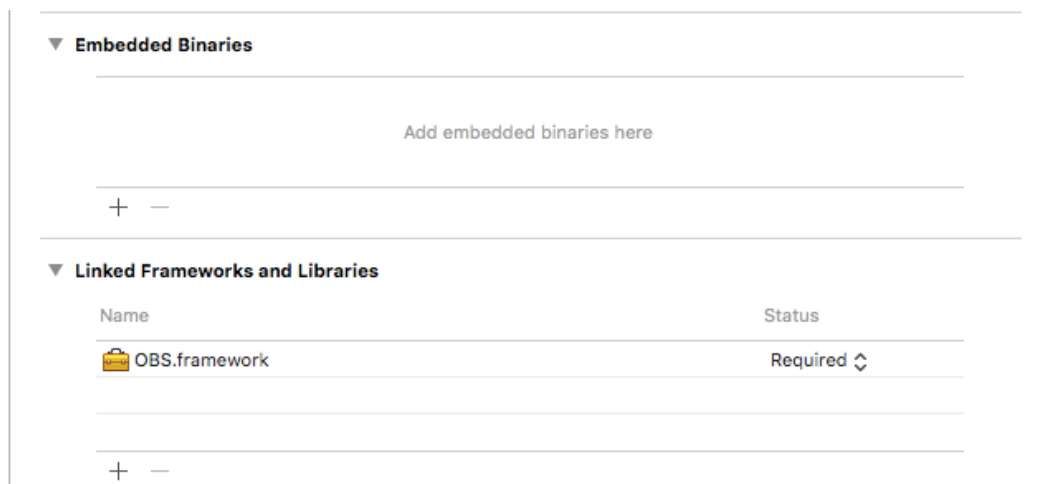 Embedded Binaries
Add embedded binaries here
Linked Frameworks and Libraries
Name Status
OBS.framework Required